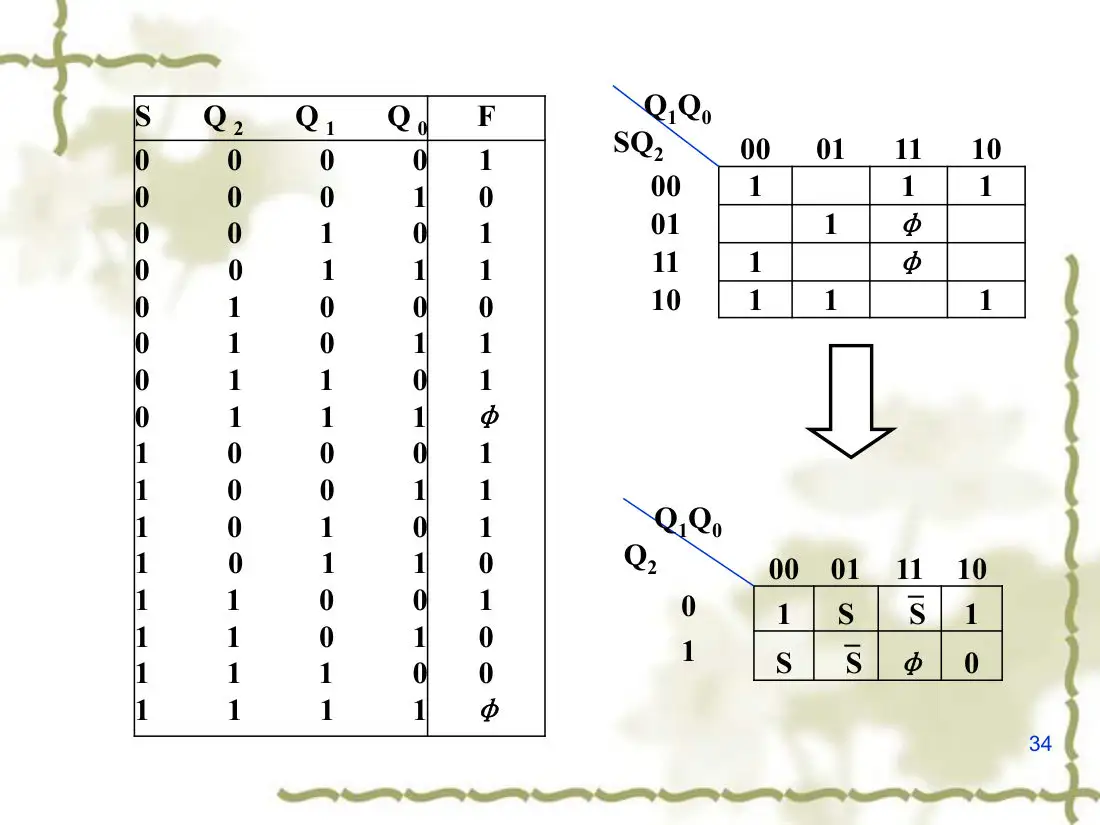 S Q2 Q1 Q0 F
0 0 0 0 1
0 0 0 1 0
0 0 1 0 1
0 0 1 1 1
0 1 0 0 0
0 1 0 1 1
0 1 1 0 1
0 1 1 1 ϕ
1 0 0 0 1
1 0 0 1 1
1 0 1 0 1
1 0 1 1 0
1 1 0 0 1
1 1 0 1 0
1 1 1 0 0
1 1 1 1 ϕ
Q1Q0
SQ2
00 01 11 10
00 1 1 1
01 1 ϕ
11 1 ϕ
10 1 1 1
Q1Q0
Q2
00 01 11 10
0 1 S S̅ 1
1 S S̅ ϕ 0
34